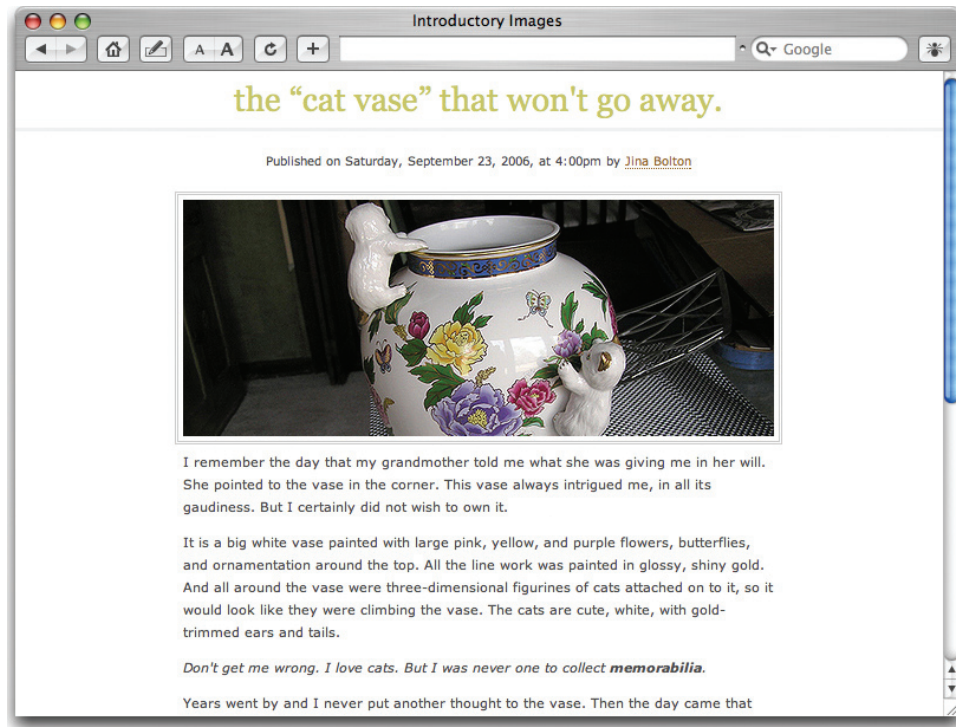 Introductory Images
A A
Google
the “cat vase” that won't go away.
Published on Saturday, September 23, 2006, at 4:00pm by Jina Bolton
I remember the day that my grandmother told me what she was giving me in her will.
She pointed to the vase in the corner. This vase always intrigued me, in all its
gaudiness. But I certainly did not wish to own it.
It is a big white vase painted with large pink, yellow, and purple flowers, butterflies,
and ornamentation around the top. All the line work was painted in glossy, shiny gold.
And all around the vase were three-dimensional figurines of cats attached on to it, so it
would look like they were climbing the vase. The cats are cute, white, with gold-
trimmed ears and tails.
Don't get me wrong. I love cats. But I was never one to collect memorabilia.
Years went by and I never put another thought to the vase. Then the day came that